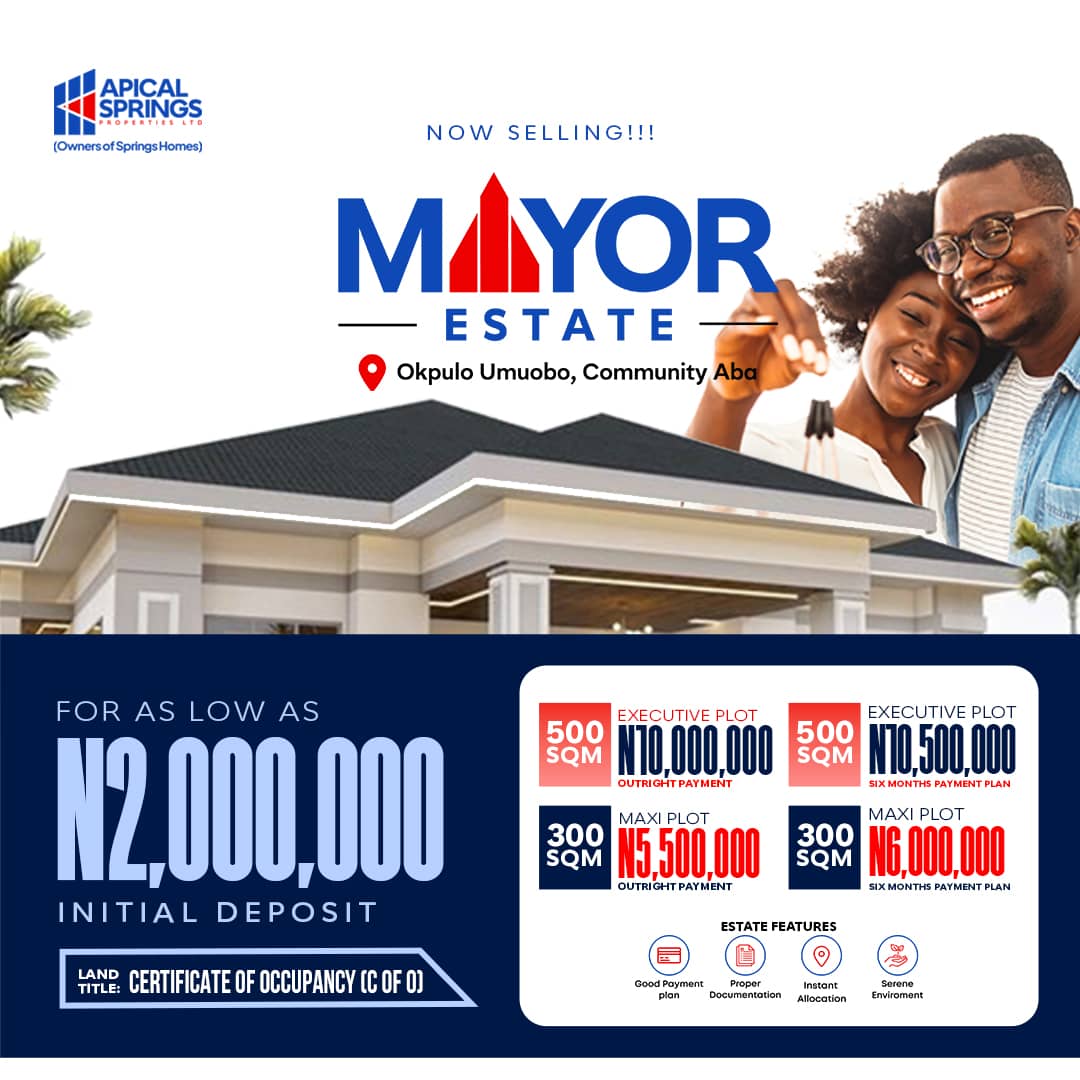 APICAL
SPRINGS
PROPERTIES LTD
(Owners of Springs Homes)
NOW SELLING!!!
MAYOR
ESTATE
Okpulo Umuobo, Community Aba
FOR AS LOW AS
N2,000,000
INITIAL DEPOSIT
LAND
TITLE: CERTIFICATE OF OCCUPANCY (C OF O)
500
SQM
EXECUTIVE PLOT
N10,000,000
OUTRIGHT PAYMENT
500
SQM
EXECUTIVE PLOT
N10,500,000
SIX MONTHS PAYMENT PLAN
300
SQM
MAXI PLOT
N5,500,000
OUTRIGHT PAYMENT
300
SQM
MAXI PLOT
N6,000,000
SIX MONTHS PAYMENT PLAN
ESTATE FEATURES
Good Payment
plan
Proper
Documentation
Instant
Allocation
Serene
Enviroment